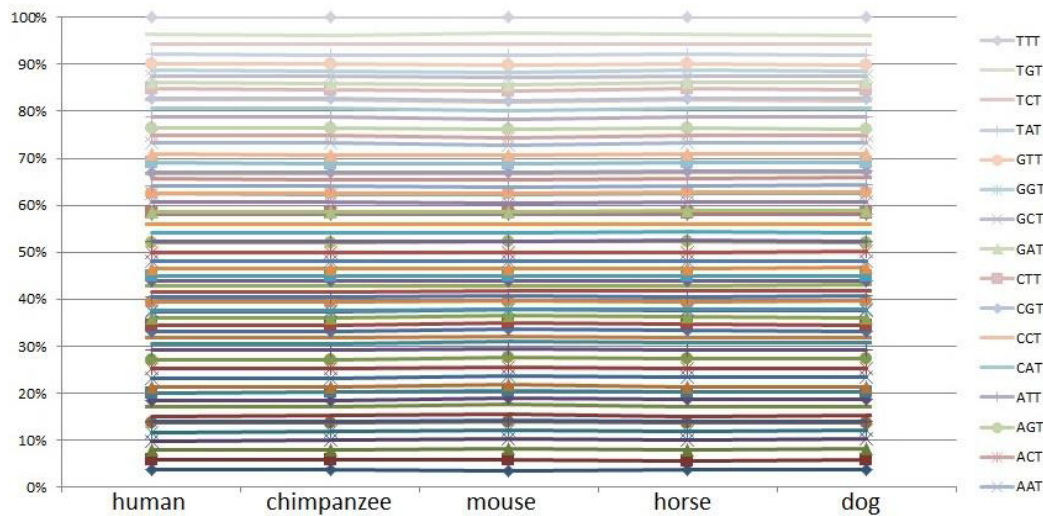 100%
90%
80%
70%
60%
50%
40%
30%
20%
10%
0%
human chimpanzee mouse horse dog
TTT
TGT
TCT
TAT
GTT
GGT
GCT
GAT
CTT
CGT
CCT
CAT
ATT
AGT
ACT
AAT